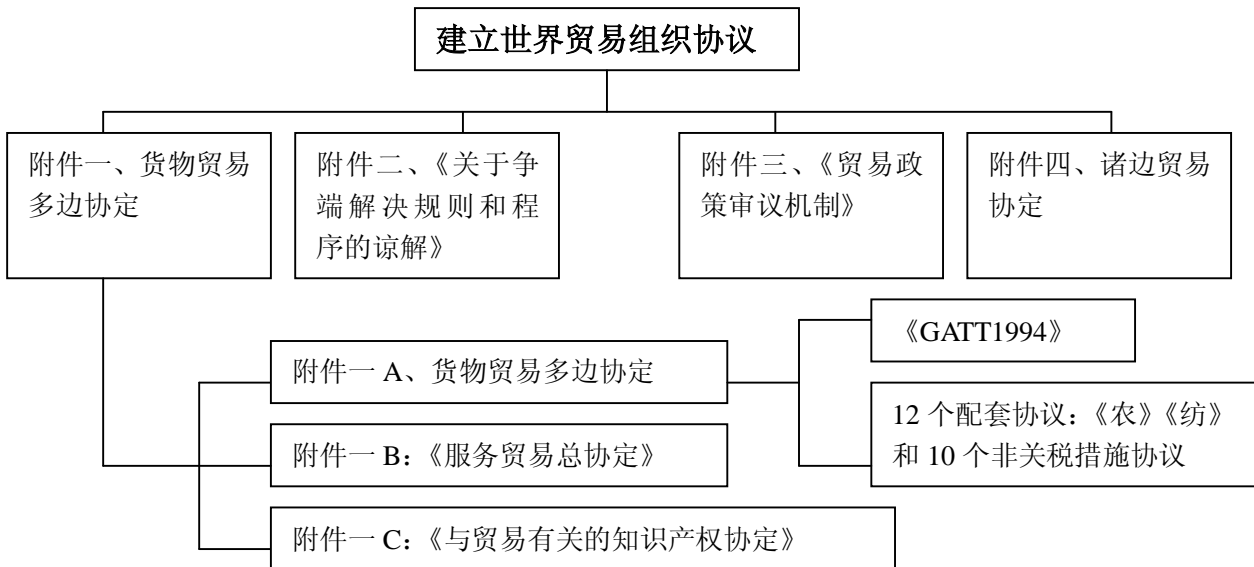 建立世界贸易组织协议
附件一、货物贸易
多边协定
附件二、《关于争
端解决规则和程
序的谅解》
附件三、《贸易政
策审议机制》
附件四、诸边贸易
协定
《GATT1994》
附件一 A、货物贸易多边协定
12 个配套协议：《农》《纺》
和 10 个非关税措施协议
附件一 B：《服务贸易总协定》
附件一 C：《与贸易有关的知识产权协定》